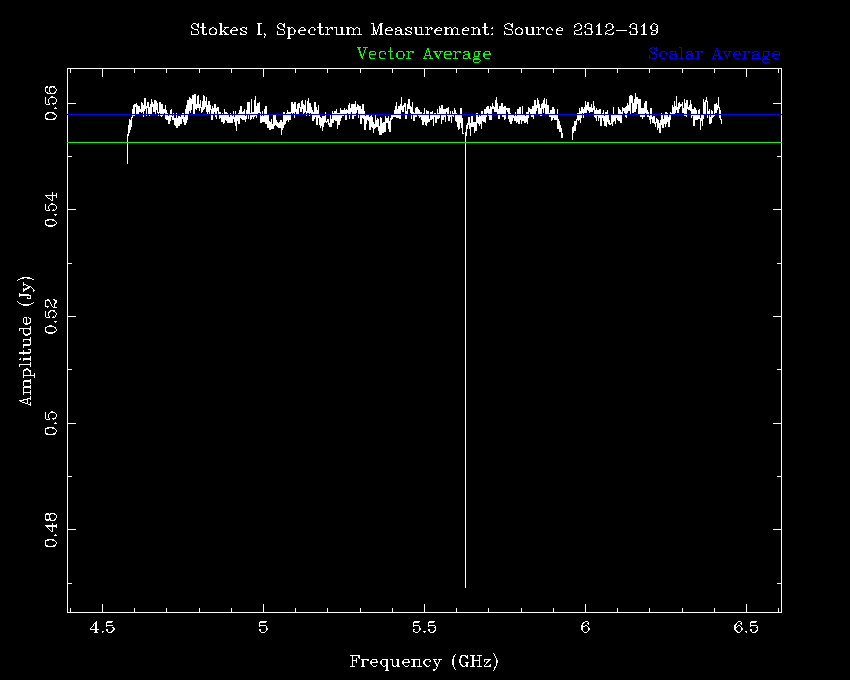 Stokes I, Spectrum Measurement: Source 2312−319
Vector Average
Scalar Average
0.56
0.54
0.52
0.5
0.48
Amplitude (Jy)
4.5
5
5.5
6
6.5
Frequency (GHz)